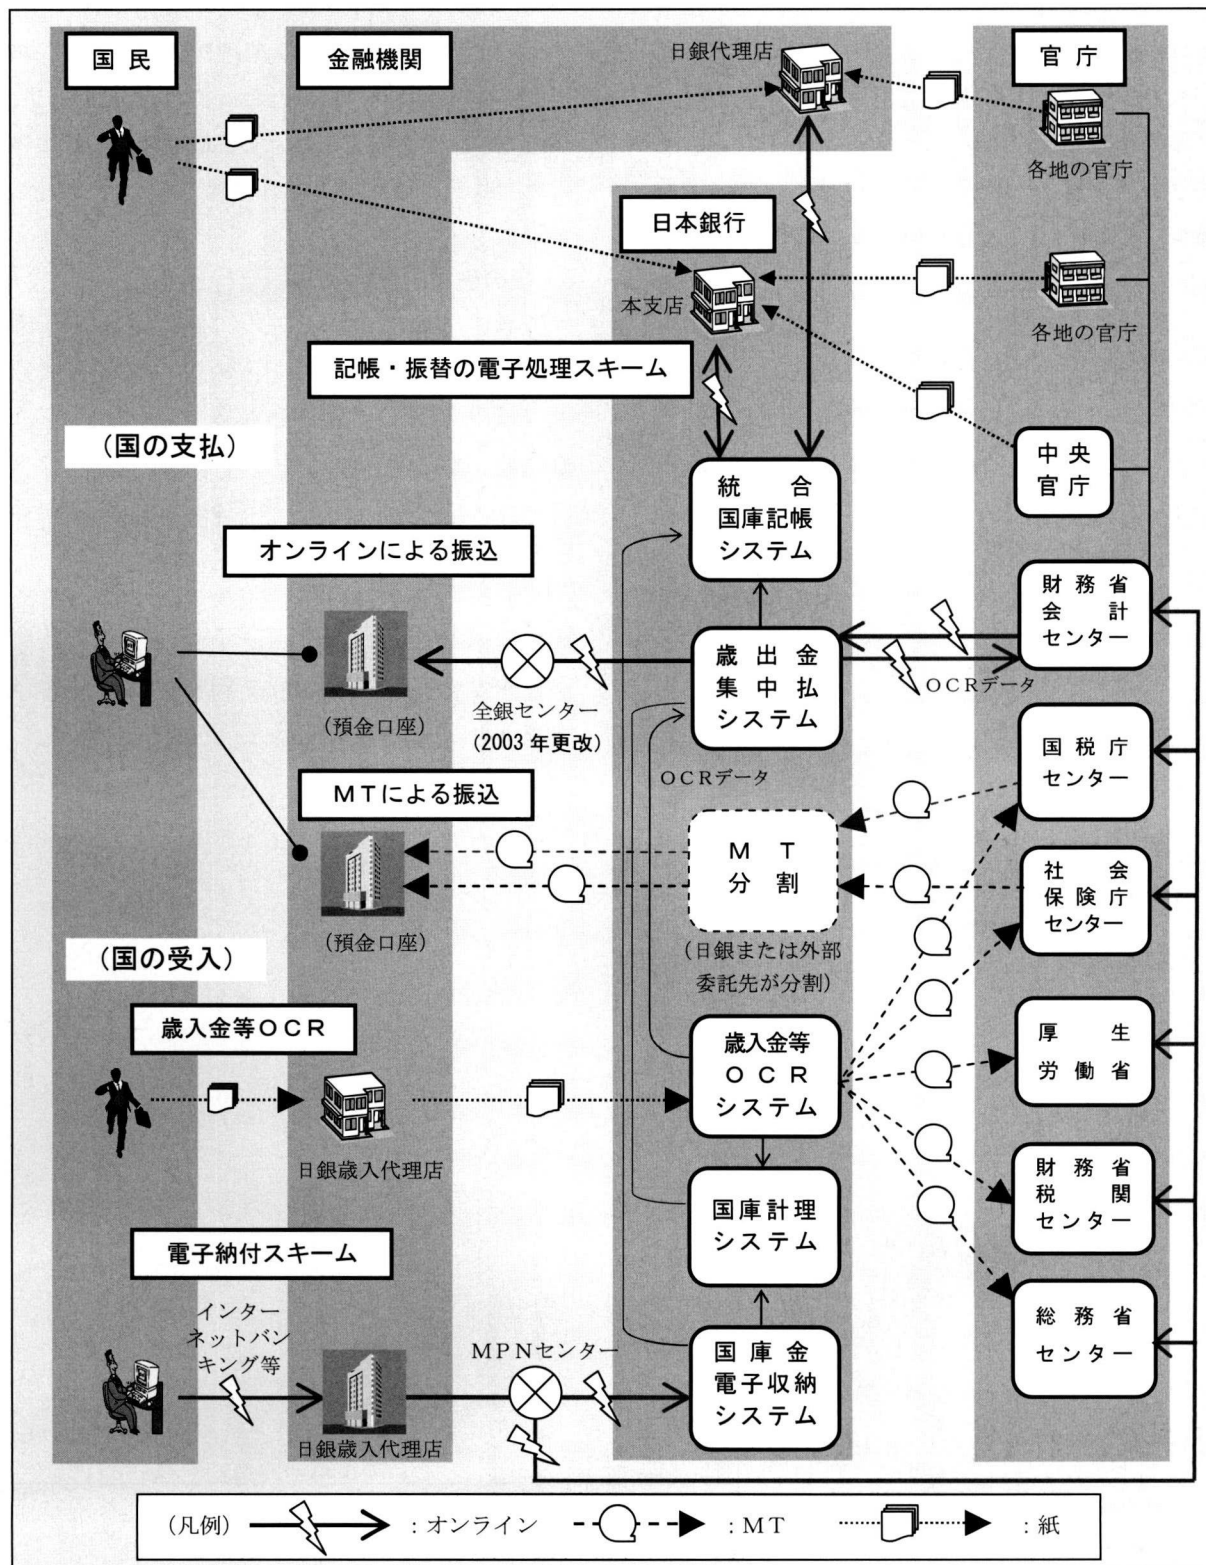 国民
金融機関
日銀代理店
官庁
各地の官庁
日本銀行
本支店
各地の官庁
記帳・振替の電子処理スキーム
(国の支払)
中央
官庁
統合
国庫記帳
システム
オンラインによる振込
財務省
会計
センター
歳出金
集中払
システム
OCRデータ
(預金口座)
全銀センター
(2003年更改)
国税庁
センター
OCRデータ
MTによる振込
MT
分割
社会
保険庁
センター
(預金口座)
(日銀または外部
委託先が分割)
(国の受入)
歳入金等OCR
歳入金等
OCR
システム
厚生
労働省
日銀歳入代理店
国庫計理
システム
財務省
税関
センター
電子納付スキーム
インター
ネットバン
キング等
MPNセンター
国庫金
電子収納
システム
総務省
センター
日銀歳入代理店
(凡例)
:オンライン
:MT
:紙